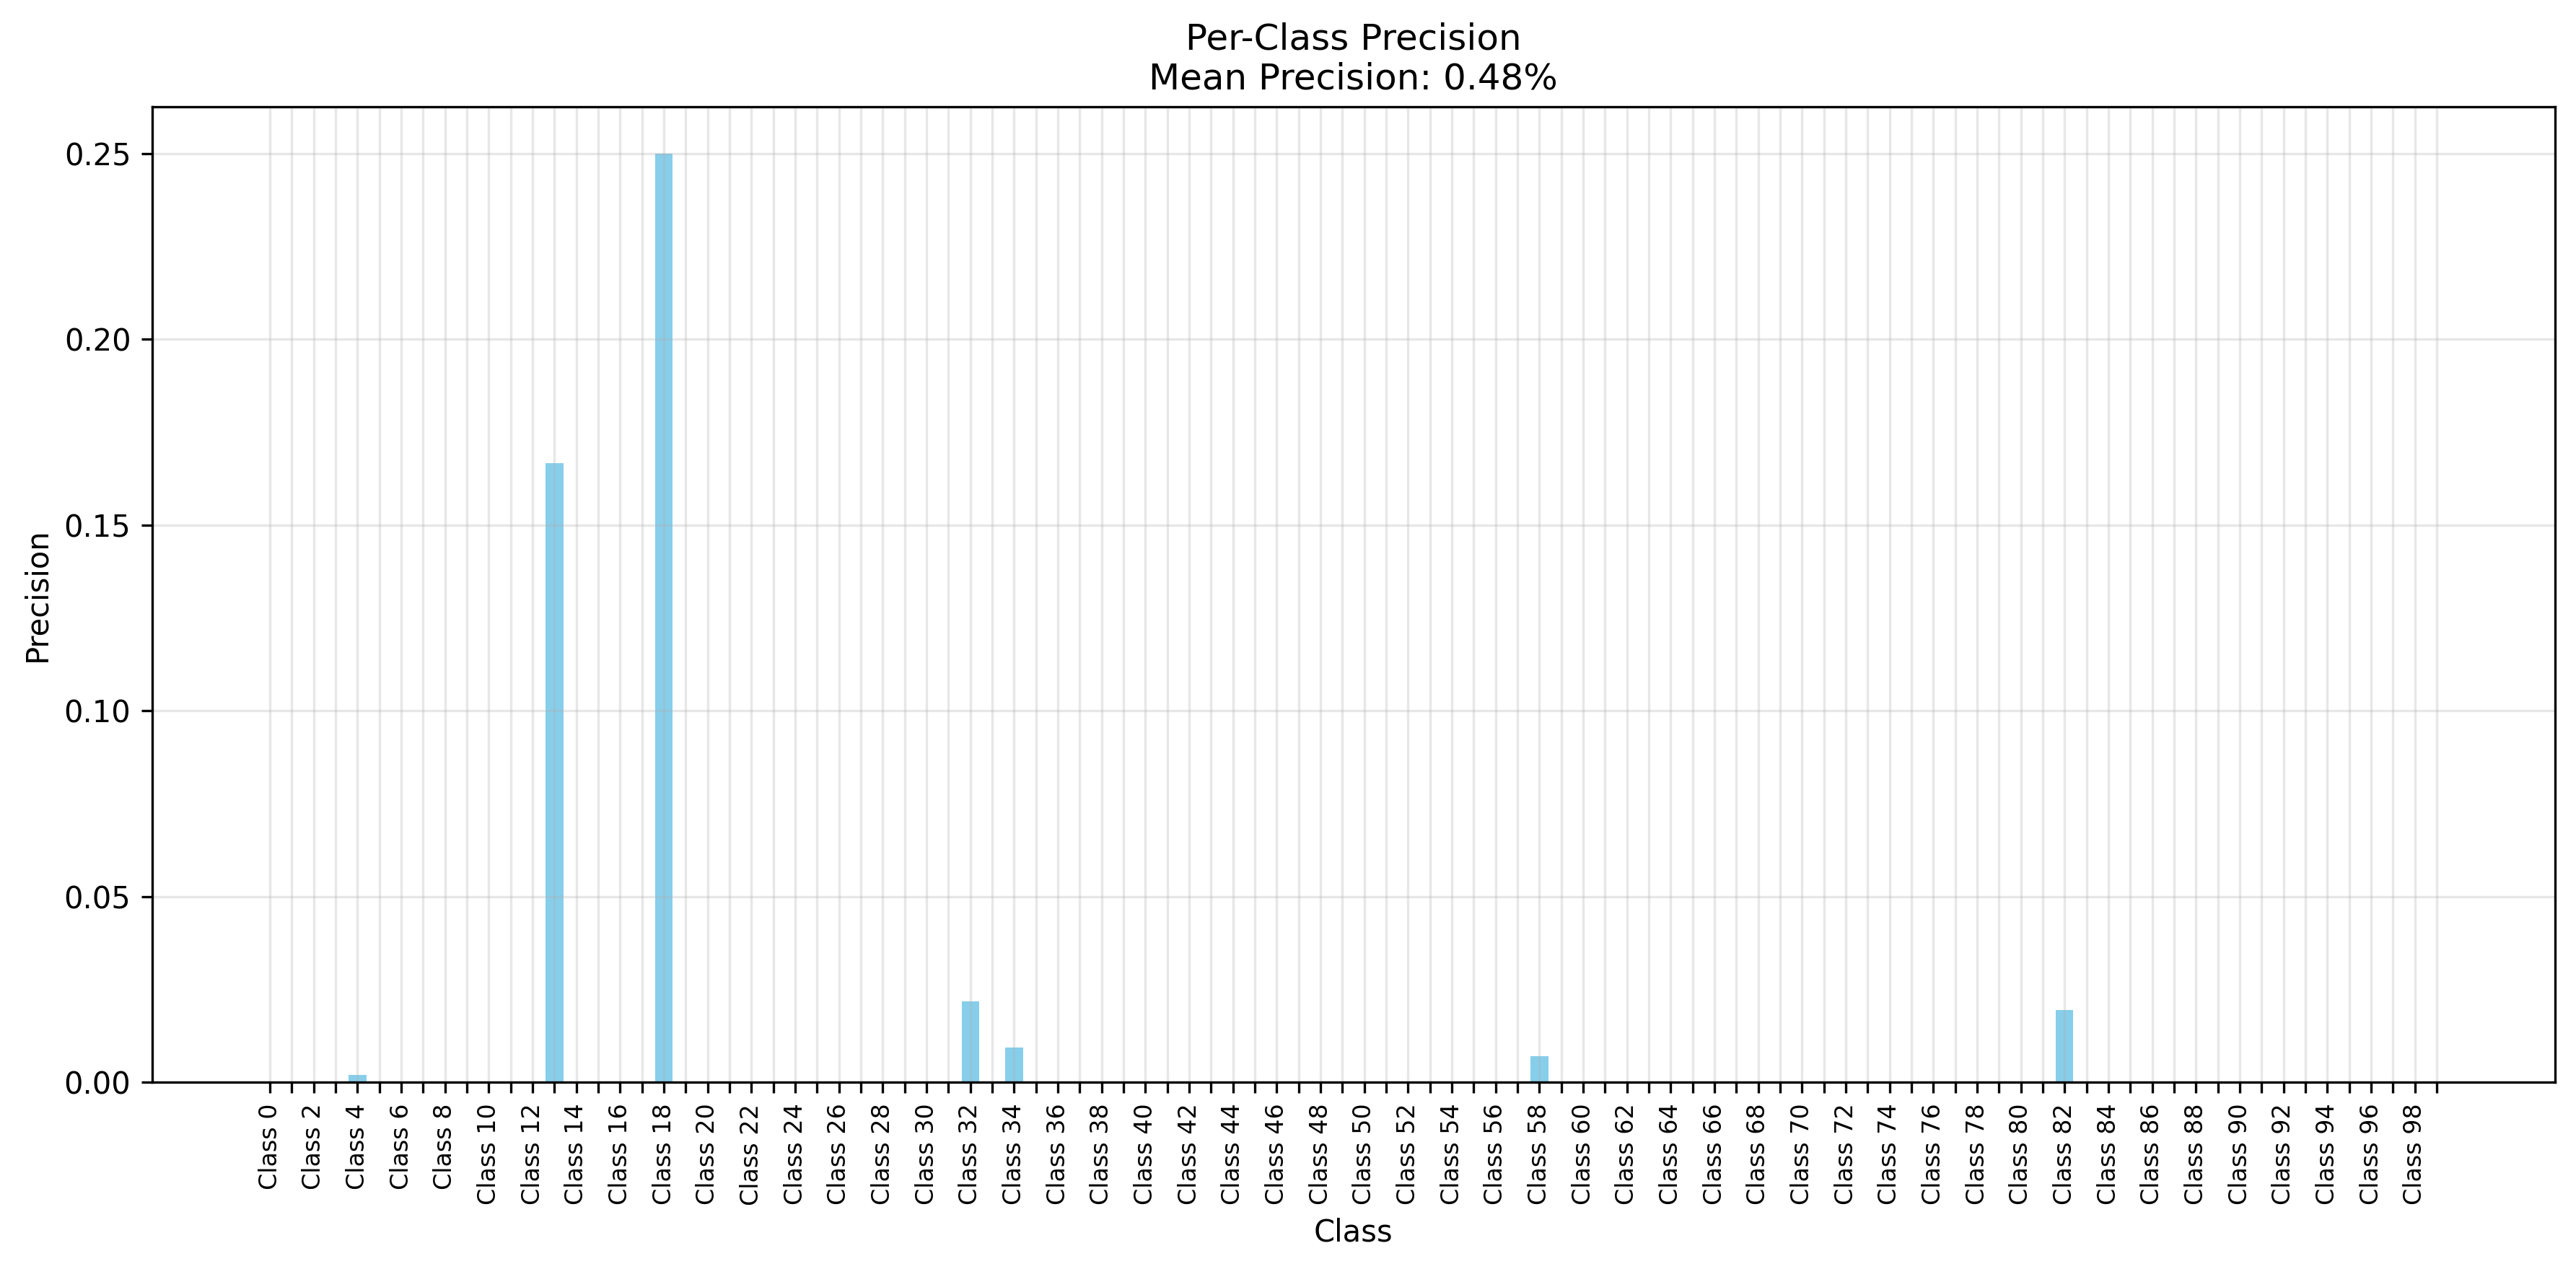 Per-Class Precision
Mean Precision: 0.48%
Precision
0.25
0.20
0.15
0.10
0.05
0.00
Class 0
Class 2
Class 4
Class 6
Class 8
Class 10
Class 12
Class 14
Class 16
Class 18
Class 20
Class 22
Class 24
Class 26
Class 28
Class 30
Class 32
Class 34
Class 36
Class 38
Class 40
Class 42
Class 44
Class 46
Class 48
Class 50
Class 52
Class 54
Class 56
Class 58
Class 60
Class 62
Class 64
Class 66
Class 68
Class 70
Class 72
Class 74
Class 76
Class 78
Class 80
Class 82
Class 84
Class 86
Class 88
Class 90
Class 92
Class 94
Class 96
Class 98
Class